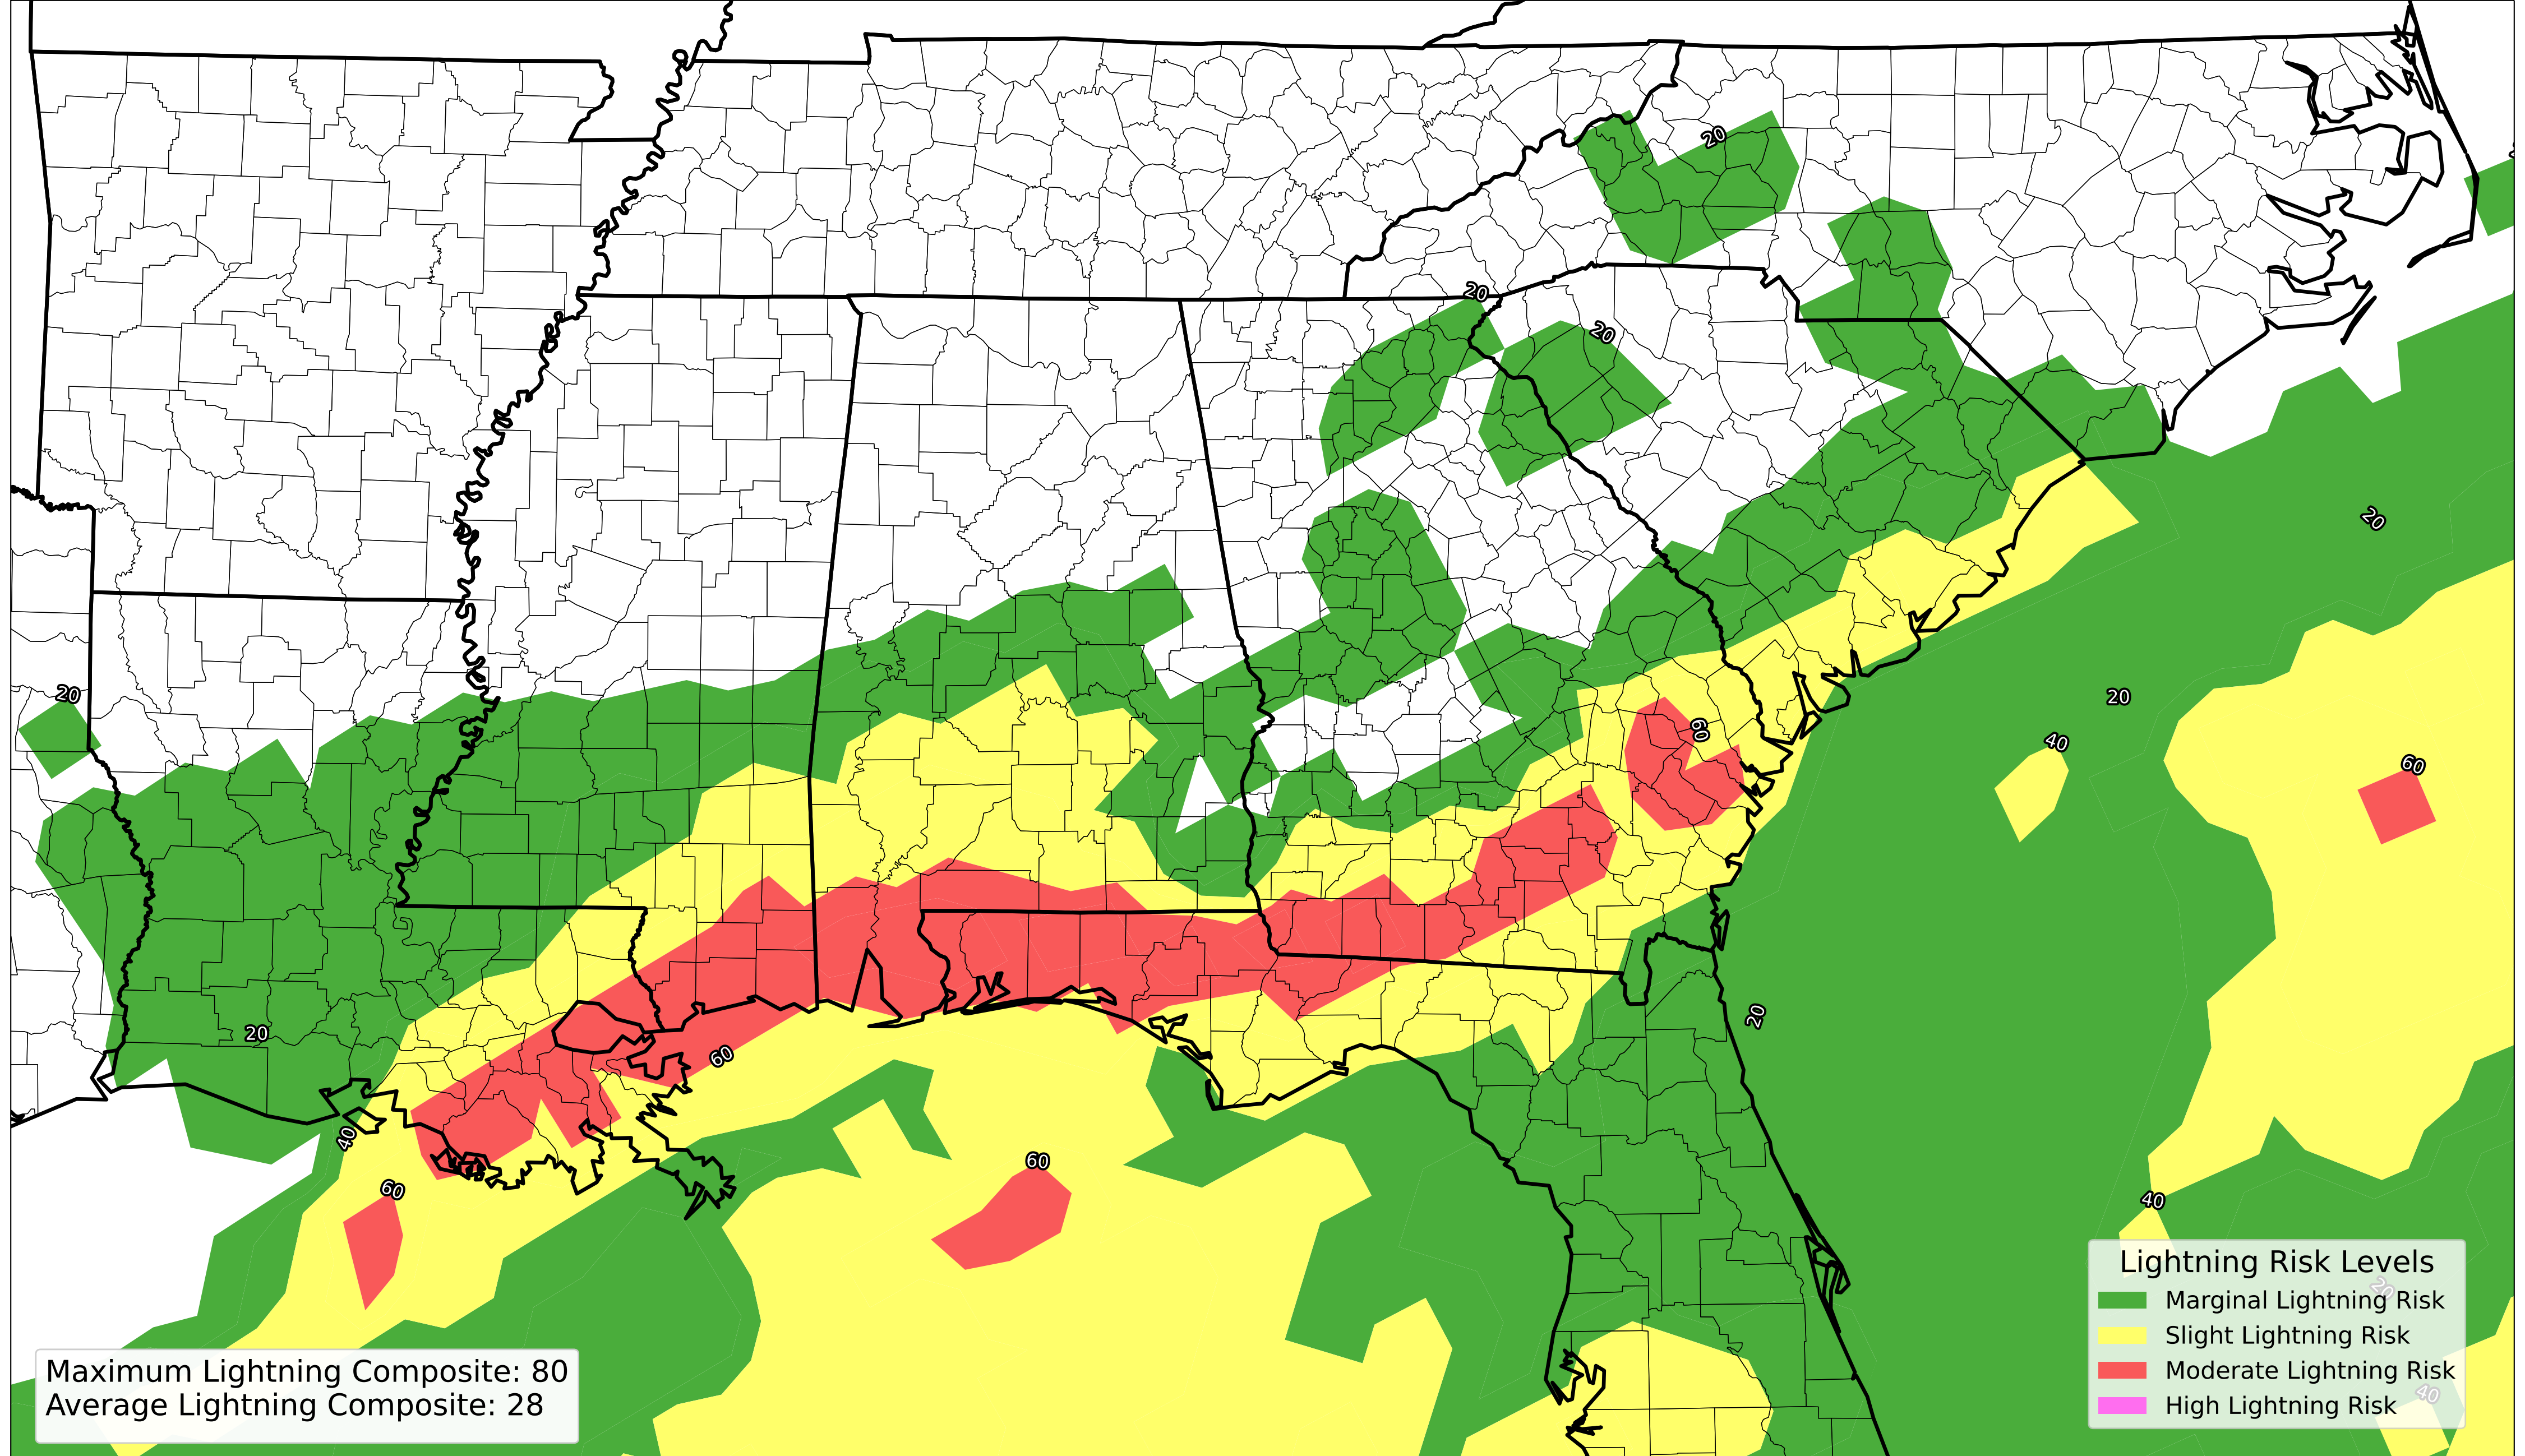 20
20
20
20
20
60
20
40
60
20
20
60
40
60
60
40
Lightning Risk Levels
20
Marginal Lightning Risk
Slight Lightning Risk
Moderate Lightning Risk
40
High Lightning Risk
Maximum Lightning Composite: 80
Average Lightning Composite: 28